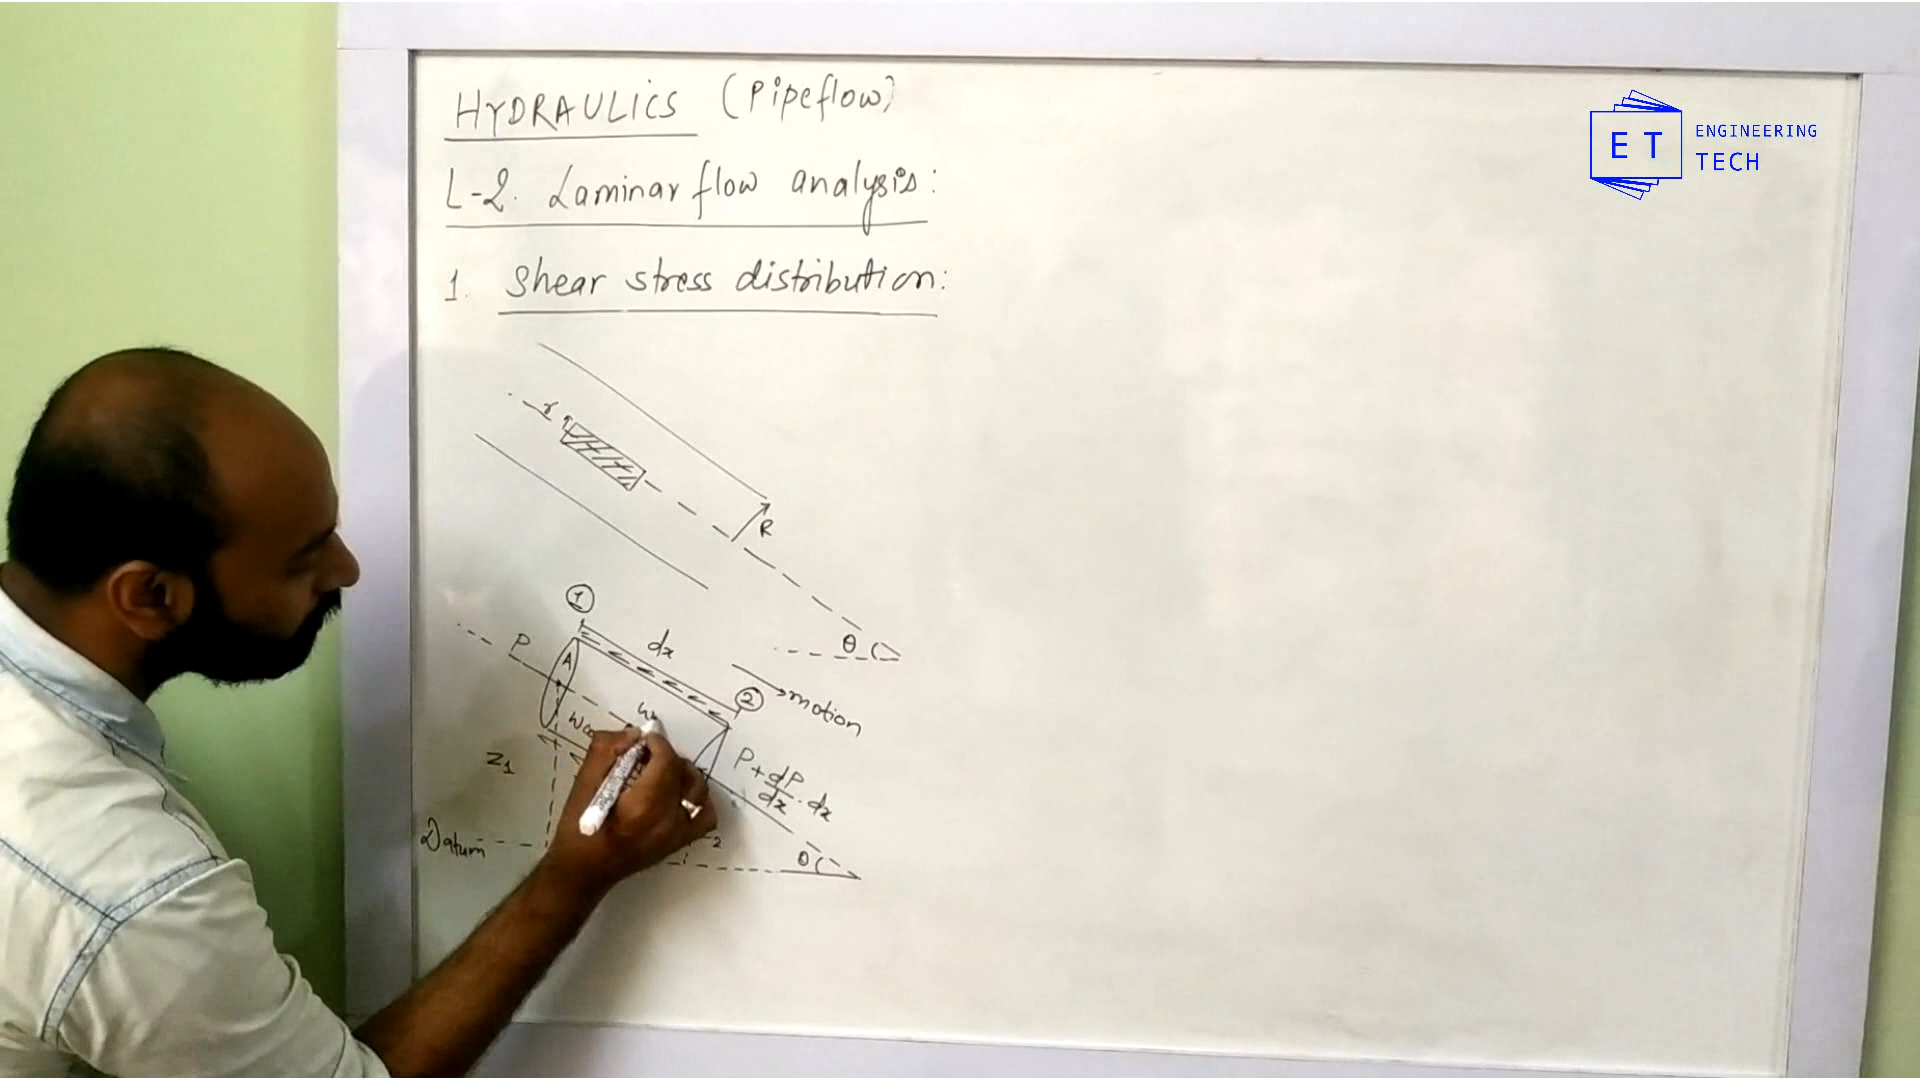 HYDRAULICS (Pipeflow)
L-2. Laminar flow analysis:
1. Shear stress distribution:
E T ENGINEERING
TECH
r
R
θ
1
dx
P
A
2
motion
Z1
P + dP/dx . dx
Datum
2
θ